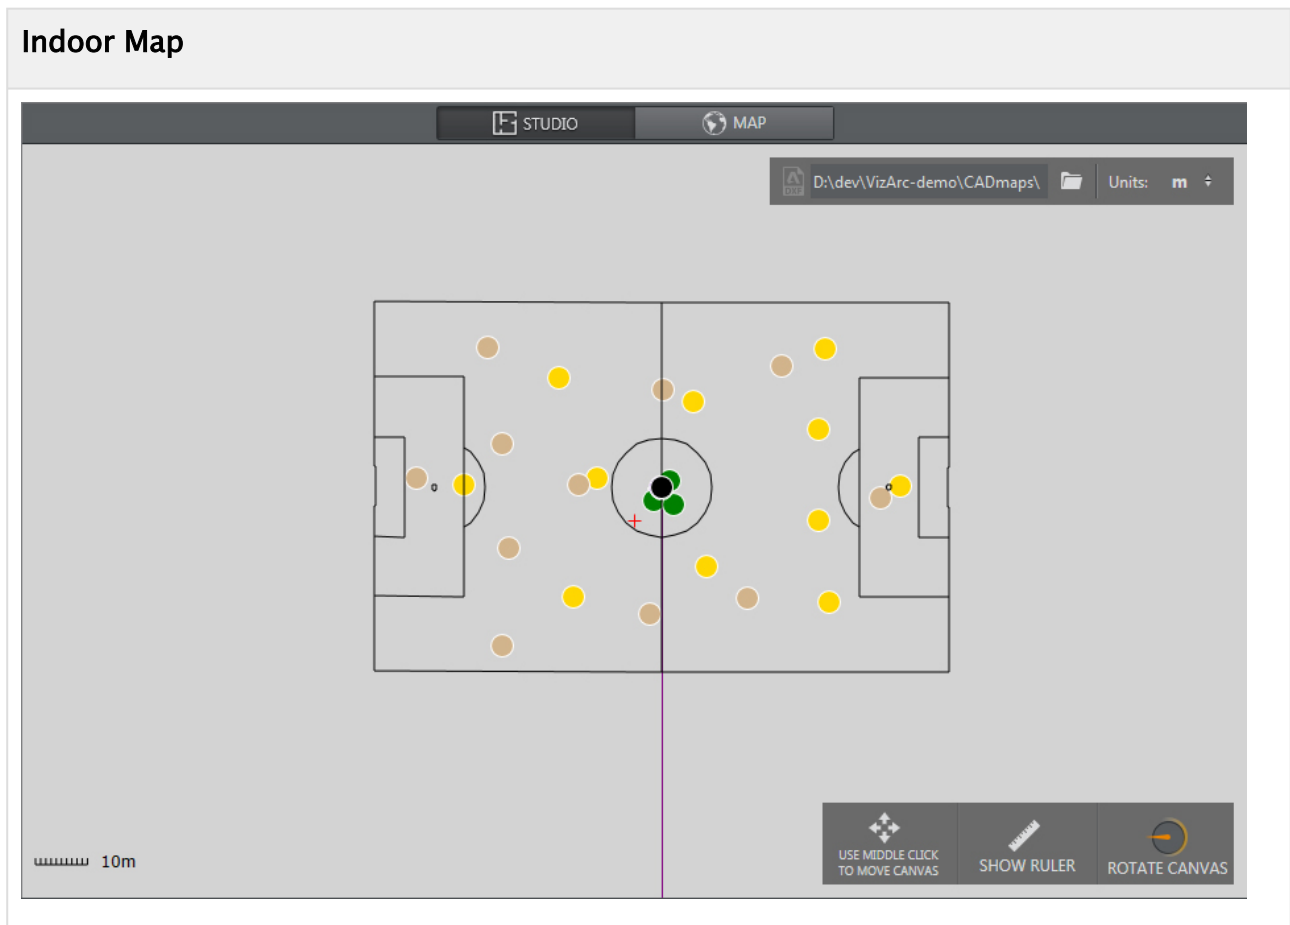 Indoor Map
STUDIO
MAP
DXF
D:\dev\VizArc-demo\CADmaps\
Units: m
10m
USE MIDDLE CLICK
TO MOVE CANVAS
SHOW RULER
ROTATE CANVAS